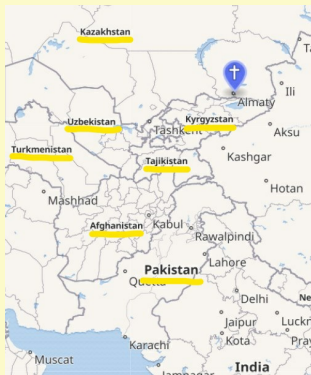 Kazakhstan
Almaty
Ili
Uzbekistan
Tashkent
Kyrgyzstan
Aksu
Turkmenistan
Tajikistan
Kashgar
Hotan
Mashhad
Afghanistan
Kabul
Rawalpindi
Lahore
Pakistan
Quetta
Delhi
Jaipur
Kota
Karachi
Muscat
India